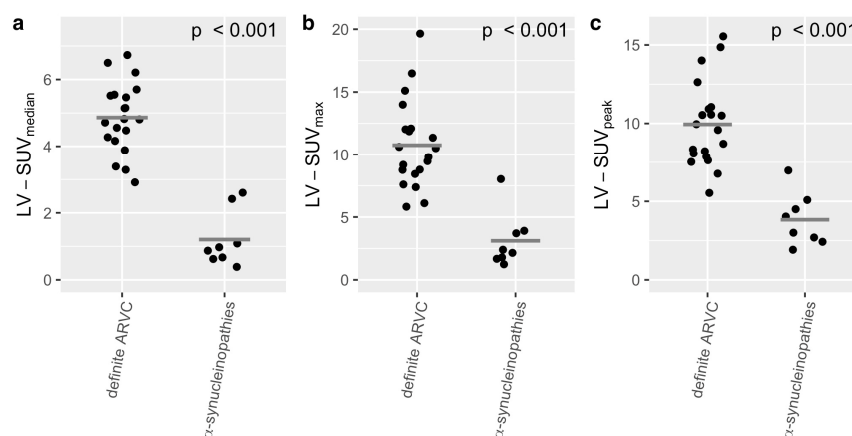 a
p < 0.001
LV – SUVmedian
6
4
2
0
definite ARVC
α-synucleinopathies
b
p < 0.001
LV – SUVmax
20
15
10
5
0
definite ARVC
α-synucleinopathies
c
p < 0.001
LV – SUVpeak
15
10
5
0
definite ARVC
α-synucleinopathies